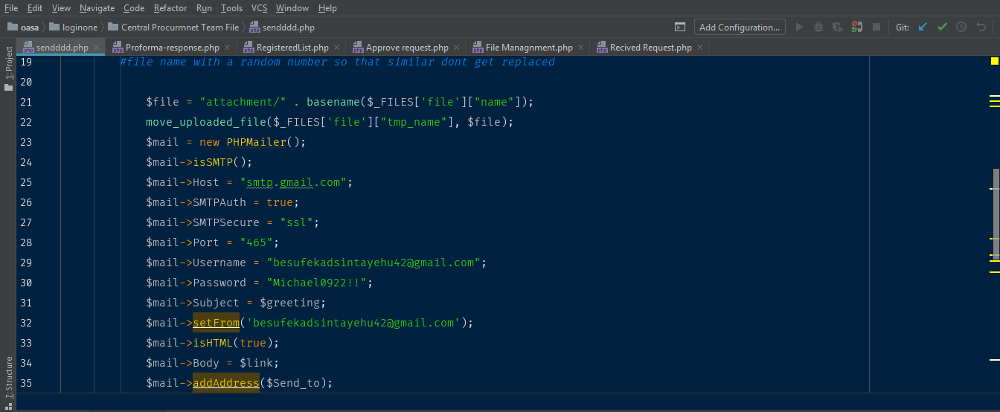 File Edit View Navigate Code Refactor Run Tools VCS Window Help
oasa loginone Central Procurmnet Team File sendddd.php Add Configuration... Git:
sendddd.php Proforma-response.php RegisteredList.php Approve request.php File Managnment.php Recived Request.php
1: Project
19 #file name with a random number so that similar dont get replaced
20
21 $file = "attachment/" . basename($_FILES['file']["name"]);
22 move_uploaded_file($_FILES['file']["tmp_name"], $file);
23 $mail = new PHPMailer();
24 $mail->isSMTP();
25 $mail->Host = "smtp.gmail.com";
26 $mail->SMTPAuth = true;
27 $mail->SMTPSecure = "ssl";
28 $mail->Port = "465";
29 $mail->Username = "besufekadsintayehu42@gmail.com";
30 $mail->Password = "Michael0922!!";
31 $mail->Subject = $greeting;
32 $mail->setFrom('besufekadsintayehu42@gmail.com');
33 $mail->isHTML(true);
34 $mail->Body = $link;
35 $mail->addAddress($Send_to);
7: Structure